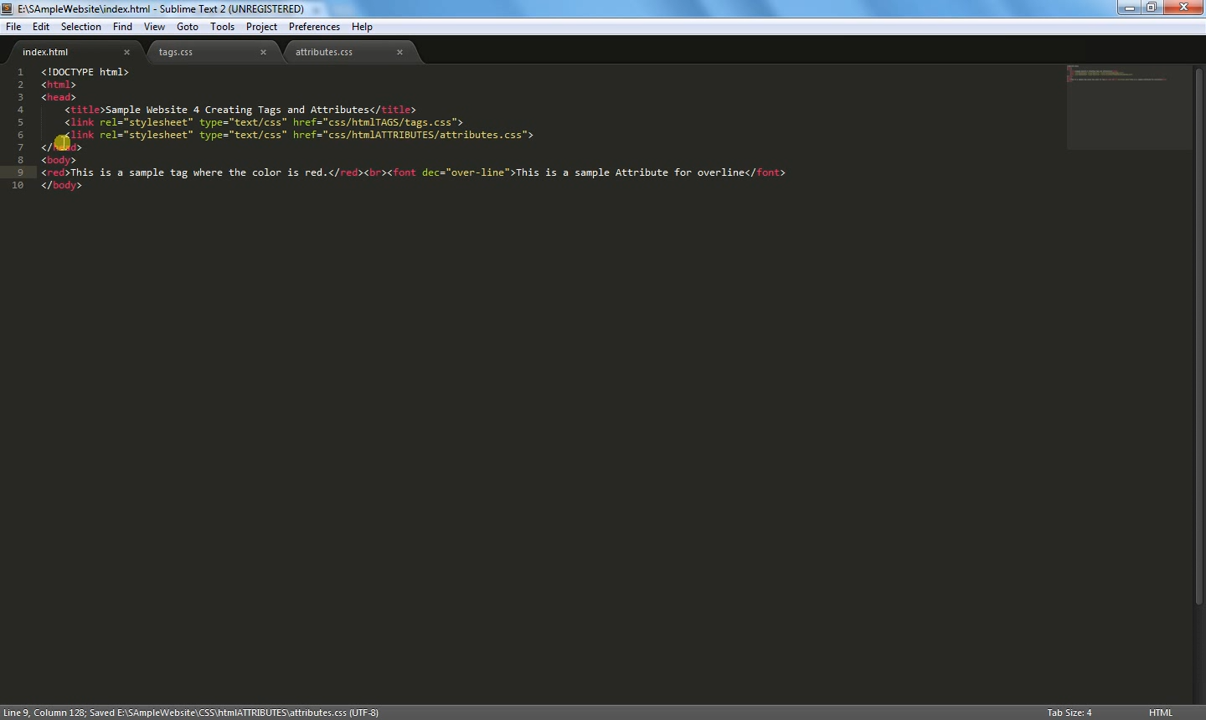 E:\SAmpleWebsite\index.html - Sublime Text 2 (UNREGISTERED)
File Edit Selection Find View Goto Tools Project Preferences Help
index.html × tags.css × attributes.css ×
1 <!DOCTYPE html>
2 <html>
3 <head>
4 <title>Sample Website 4 Creating Tags and Attributes</title>
5 <link rel="stylesheet" type="text/css" href="css/htmlTAGS/tags.css">
6 <link rel="stylesheet" type="text/css" href="css/htmlATTRIBUTES/attributes.css">
7 </head>
8 <body>
9 <red>This is a sample tag where the color is red.</red><br><font dec="over-line">This is a sample Attribute for overline</font>
10 </body>
Line 9, Column 128; Saved E:\SAmpleWebsite\CSS\htmlATTRIBUTES\attributes.css (UTF-8) Tab Size: 4 HTML